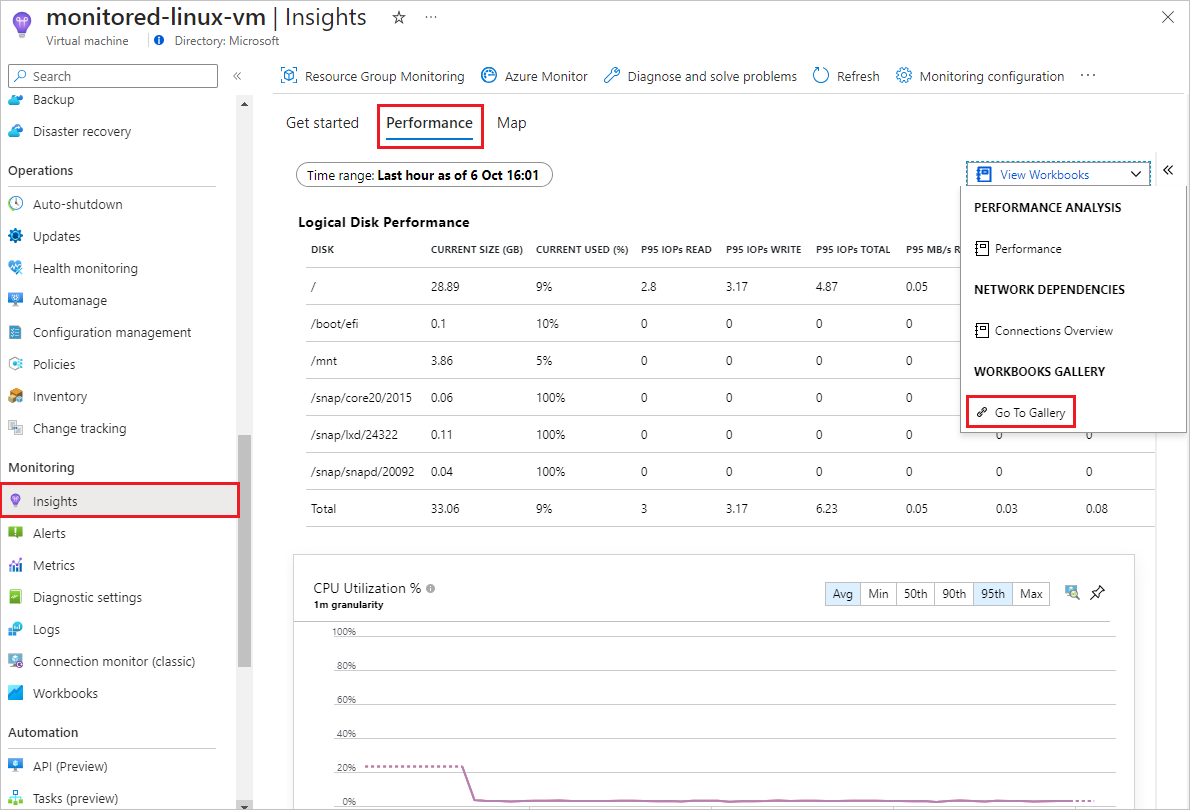 monitored-linux-vm | Insights
Virtual machine
Directory: Microsoft
Search
Backup
Disaster recovery
Operations
Auto-shutdown
Updates
Health monitoring
Automanage
Configuration management
Policies
Inventory
Change tracking
Monitoring
Insights
Alerts
Metrics
Diagnostic settings
Logs
Connection monitor (classic)
Workbooks
Automation
API (Preview)
Tasks (preview)
Resource Group Monitoring Azure Monitor Diagnose and solve problems Refresh Monitoring configuration
Get started Performance Map
Time range: Last hour as of 6 Oct 16:01
View Workbooks
PERFORMANCE ANALYSIS
Performance
NETWORK DEPENDENCIES
Connections Overview
WORKBOOKS GALLERY
Go To Gallery
Logical Disk Performance
DISK CURRENT SIZE (GB) CURRENT USED (%) P95 IOPs READ P95 IOPs WRITE P95 IOPs TOTAL P95 MB/s R
/ 28.89 9% 2.8 3.17 4.87 0.05
/boot/efi 0.1 10% 0 0 0 0
/mnt 3.86 5% 0 0 0 0
/snap/core20/2015 0.06 100% 0 0 0 0
/snap/lxd/24322 0.11 100% 0 0 0 0 0 0
/snap/snapd/20092 0.04 100% 0 0 0 0 0 0
Total 33.06 9% 3 3.17 6.23 0.05 0.03 0.08
CPU Utilization %
1m granularity
Avg Min 50th 90th 95th Max
100%
80%
60%
40%
20%
0%